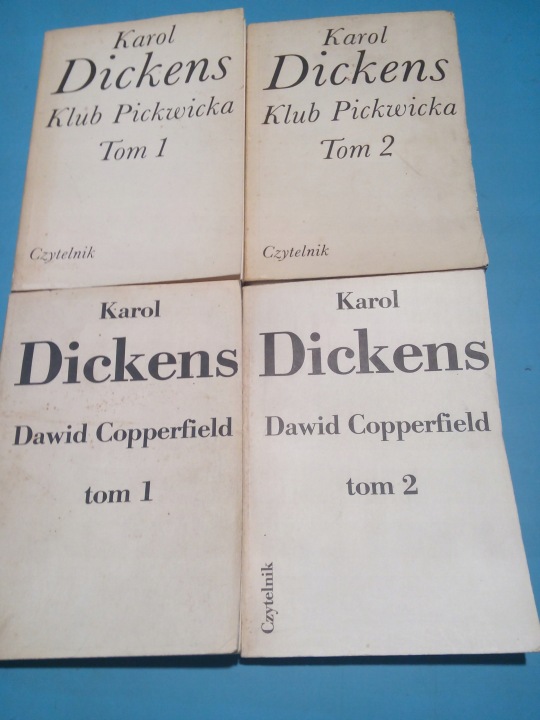 Karol
Dickens
Klub Pickwicka
Tom 1
Czytelnik
Karol
Dickens
Klub Pickwicka
Tom 2
Czytelnik
Karol
Dickens
Dawid Copperfield
tom 1
Karol
Dickens
Dawid Copperfield
tom 2
Czytelnik